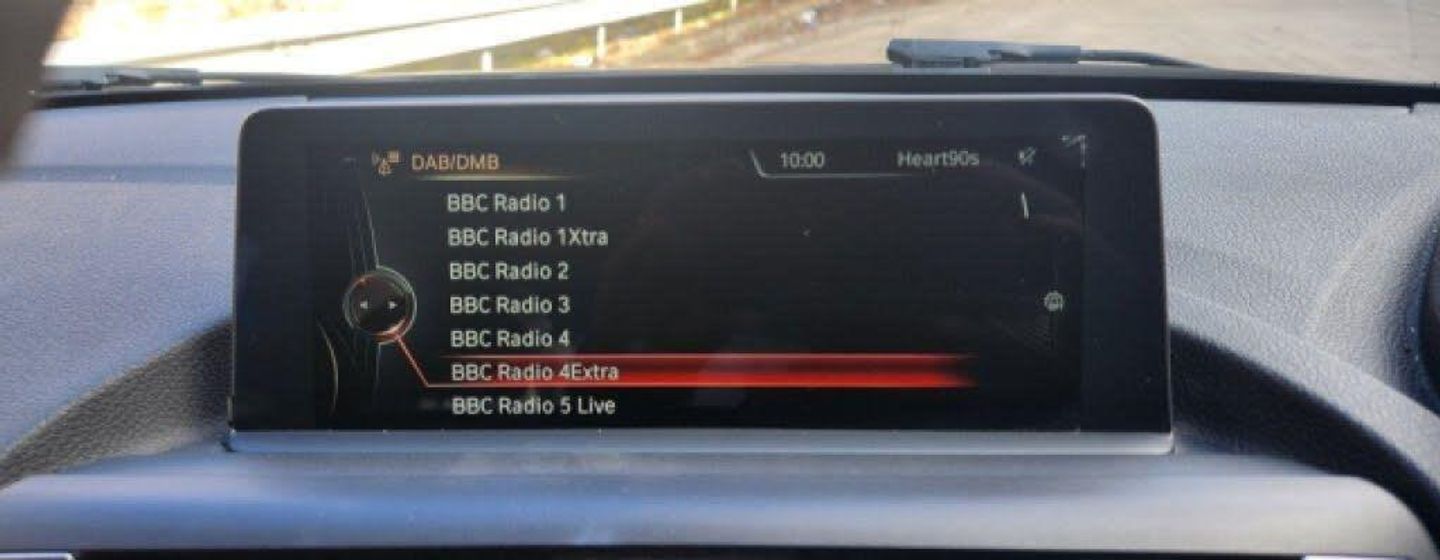 DAB/DMB 10:00 Heart90s
BBC Radio 1
BBC Radio 1Xtra
BBC Radio 2
BBC Radio 3
BBC Radio 4
BBC Radio 4Extra
BBC Radio 5 Live